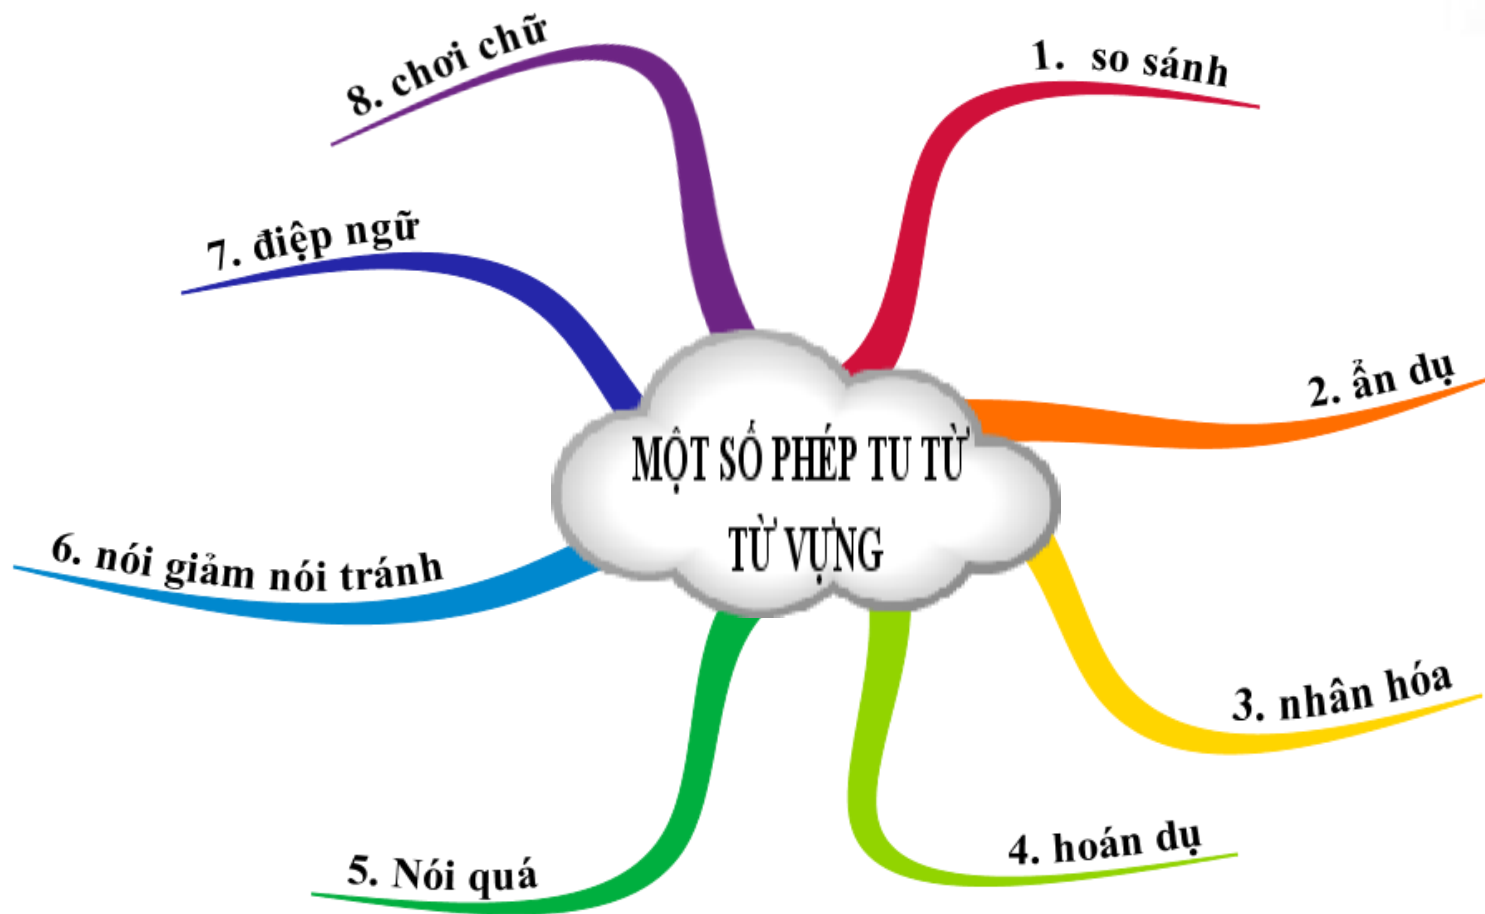 MỘT SỐ PHÉP TU TỪ
TỪ VỰNG
1. so sánh
2. ẩn dụ
3. nhân hóa
4. hoán dụ
5. Nói quá
6. nói giảm nói tránh
7. điệp ngữ
8. chơi chữ